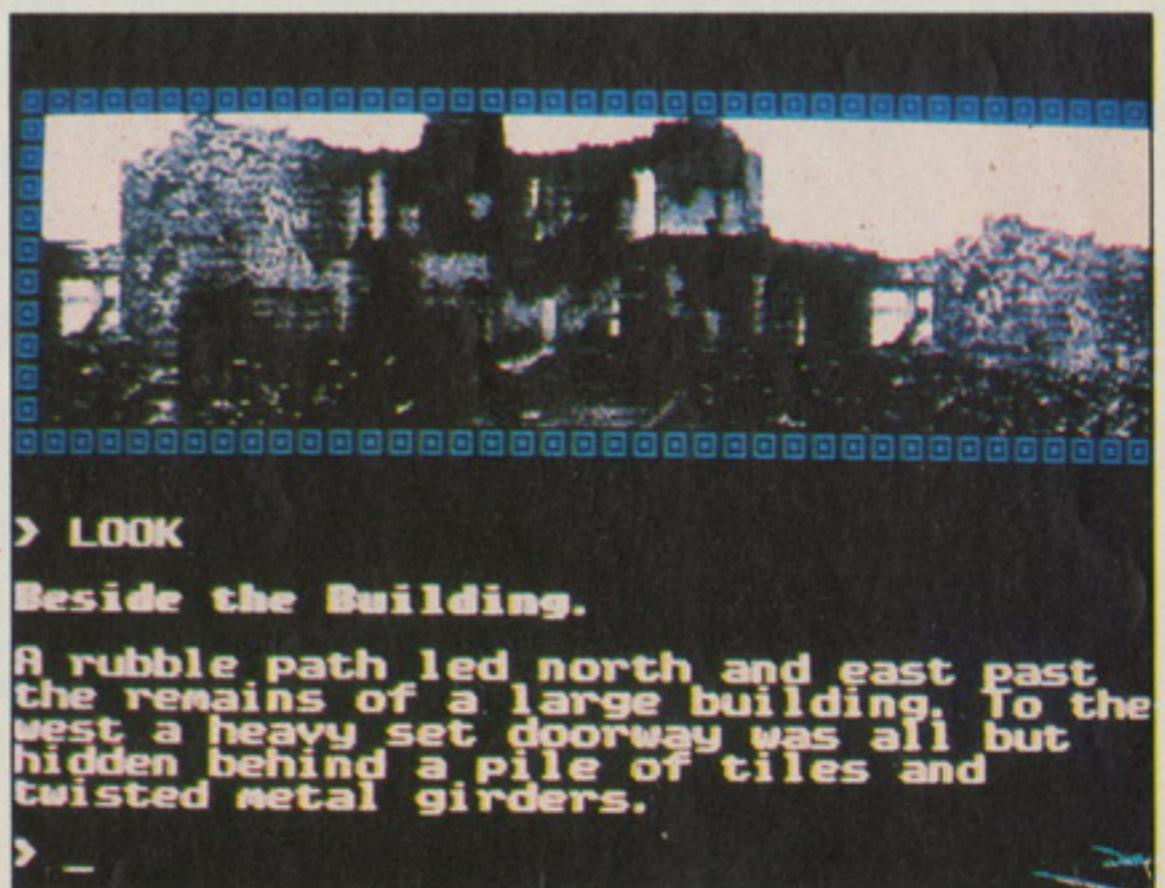 > LOOK
Beside the Building.
A rubble path led north and east past
the remains of a large building. To the
west a heavy set doorway was all but
hidden behind a pile of tiles and
twisted metal girders.
> _